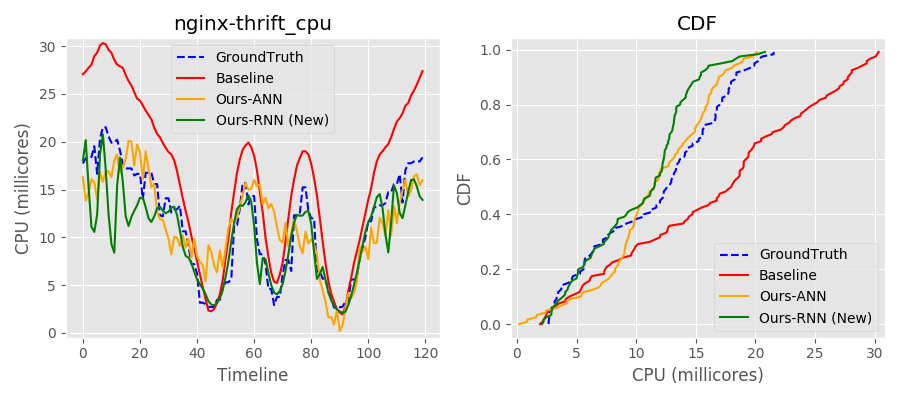 nginx-thrift_cpu
CPU (millicores)
30
25
20
15
10
5
0
GroundTruth
Baseline
Ours-ANN
Ours-RNN (New)
0 20 40 60 80 100 120
Timeline
CDF
CDF
1.0
0.8
0.6
0.4
0.2
0.0
GroundTruth
Baseline
Ours-ANN
Ours-RNN (New)
0 5 10 15 20 25 30
CPU (millicores)